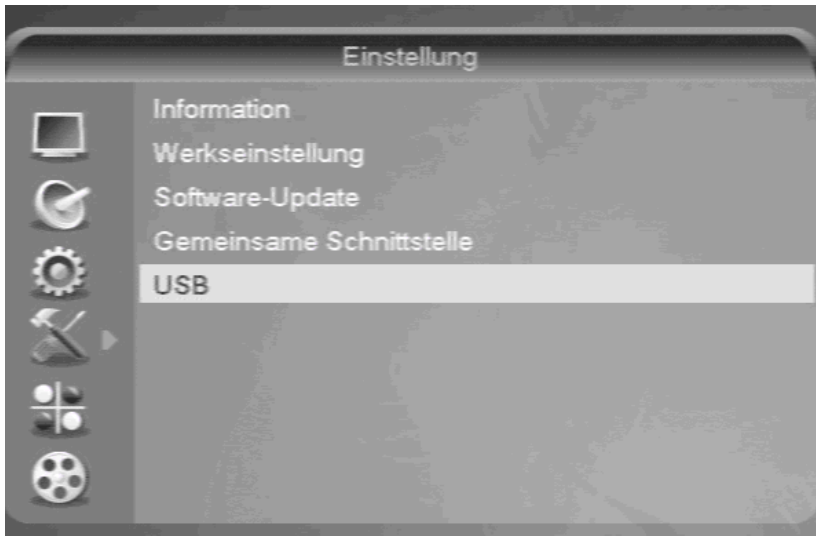 Einstellung
Information
Werkseinstellung
Software-Update
Gemeinsame Schnittstelle
USB